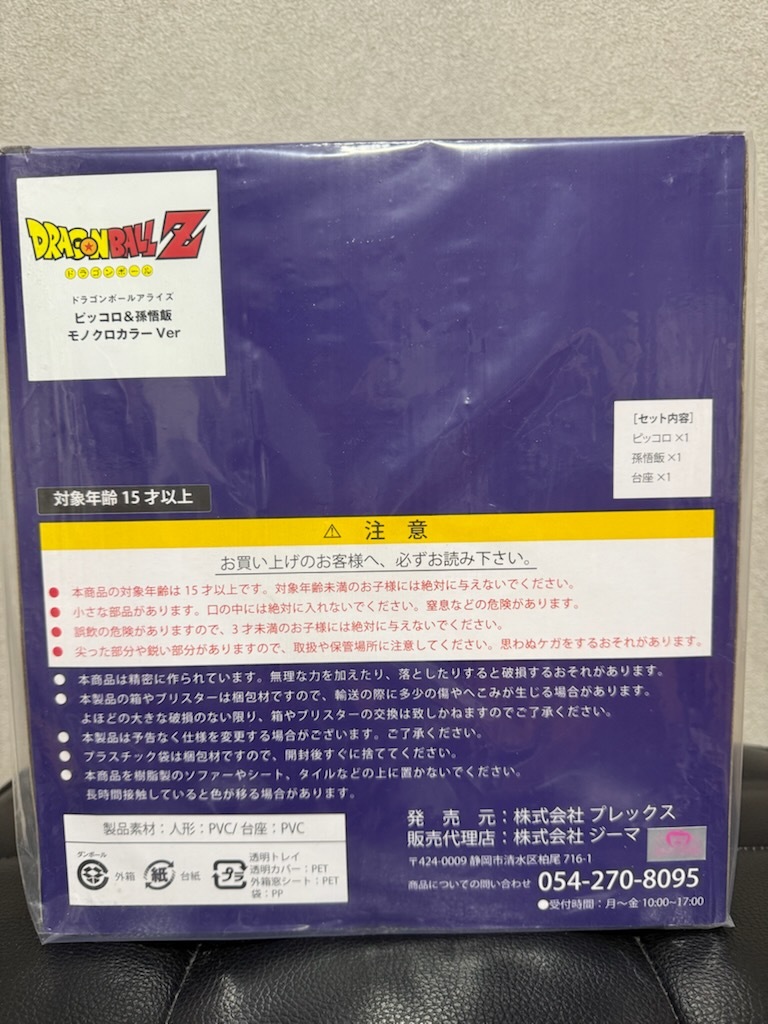 DRAGON BALL Z
ドラゴンボール
ドラゴンボールアライズ
ピッコロ&孫悟飯
モノクロカラー Ver
［セット内容］
ピッコロ ×1
孫悟飯 ×1
台座 ×1
対象年齢 15 才以上
⚠ 注 意
お買い上げのお客様へ、必ずお読み下さい。
● 本商品の対象年齢は 15 才以上です。対象年齢未満のお子様には絶対に与えないでください。
● 小さな部品があります。口の中には絶対に入れないでください。窒息などの危険があります。
● 誤飲の危険がありますので、3 才未満のお子様には絶対に与えないでください。
● 尖った部分や鋭い部分がありますので、取扱や保管場所に注意してください。思わぬケガをするおそれがあります。
● 本商品は精密に作られています。無理な力を加えたり、落としたりすると破損するおそれがあります。
● 本製品の箱やブリスターは梱包材ですので、輸送の際に多少の傷やへこみが生じる場合があります。
よほどの大きな破損のない限り、箱やブリスターの交換は致しかねますのでご了承ください。
● 本製品は予告なく仕様を変更する場合がございます。ご了承ください。
● プラスチック袋は梱包材ですので、開封後すぐに捨ててください。
● 本商品を樹脂製のソファーやシート、タイルなどの上に置かないでください。
長時間接触していると色が移る場合があります。
製品素材：人形：PVC/ 台座：PVC
ダンボール
外箱
紙
台紙
プラ
透明トレイ
透明カバー：PET
外箱窓シート：PET
袋：PP
発 売 元：株式会社 プレックス
販売代理店：株式会社 ジーマ
〒424-0009 静岡市清水区柏尾 716-1
商品についての問い合わせ 054-270-8095
●受付時間：月～金 10:00~17:00